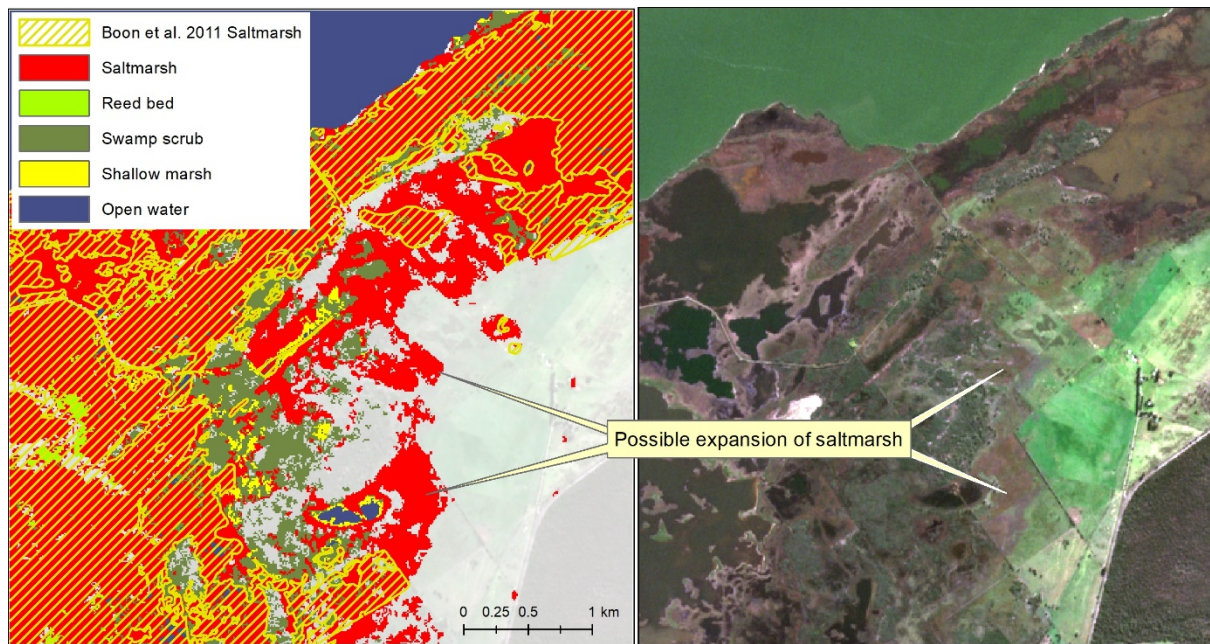 Boon et al. 2011 Saltmarsh
Saltmarsh
Reed bed
Swamp scrub
Shallow marsh
Open water
Possible expansion of saltmarsh
0 0.25 0.5 1 km